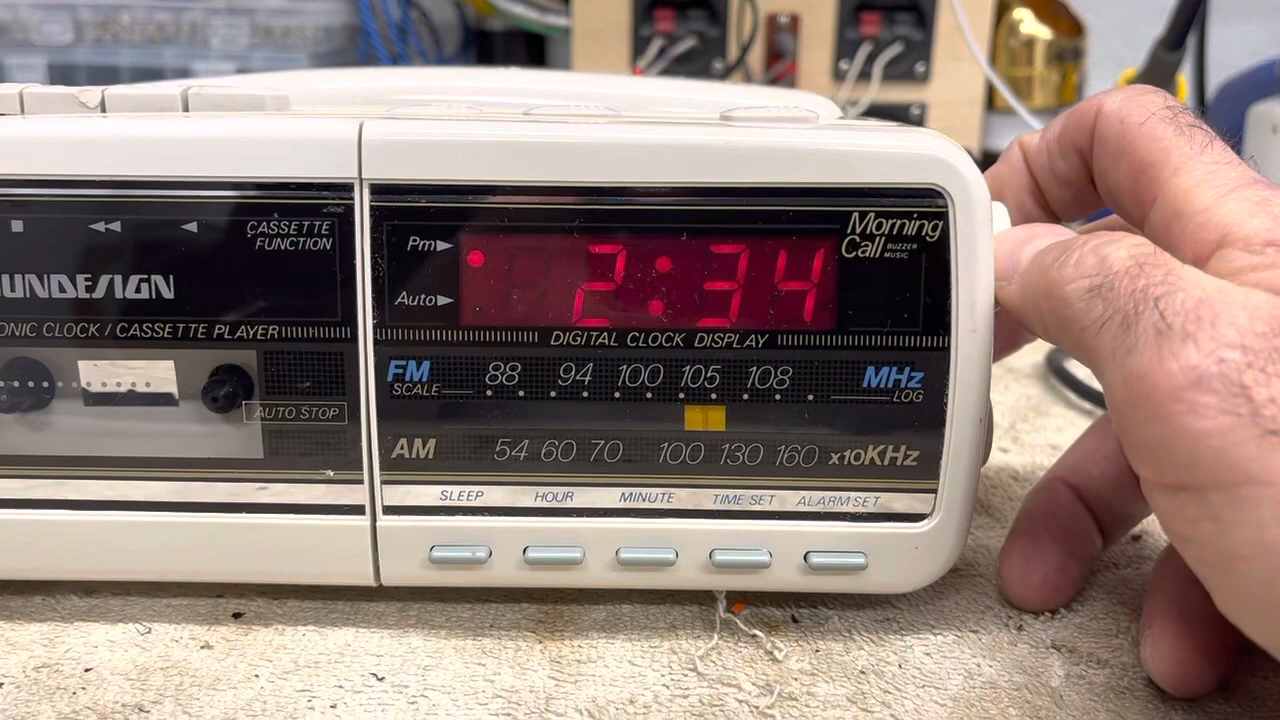 CASSETTE
FUNCTION
UNDESIGN
ONIC CLOCK / CASSETTE PLAYER
AUTO STOP
Pm
Auto
2:34
Morning
Call BUZZER
MUSIC
DIGITAL CLOCK DISPLAY
FM 88 94 100 105 108 MHz
SCALE LOG
AM 54 60 70 100 130 160 x10KHz
SLEEP HOUR MINUTE TIME SET ALARM SET